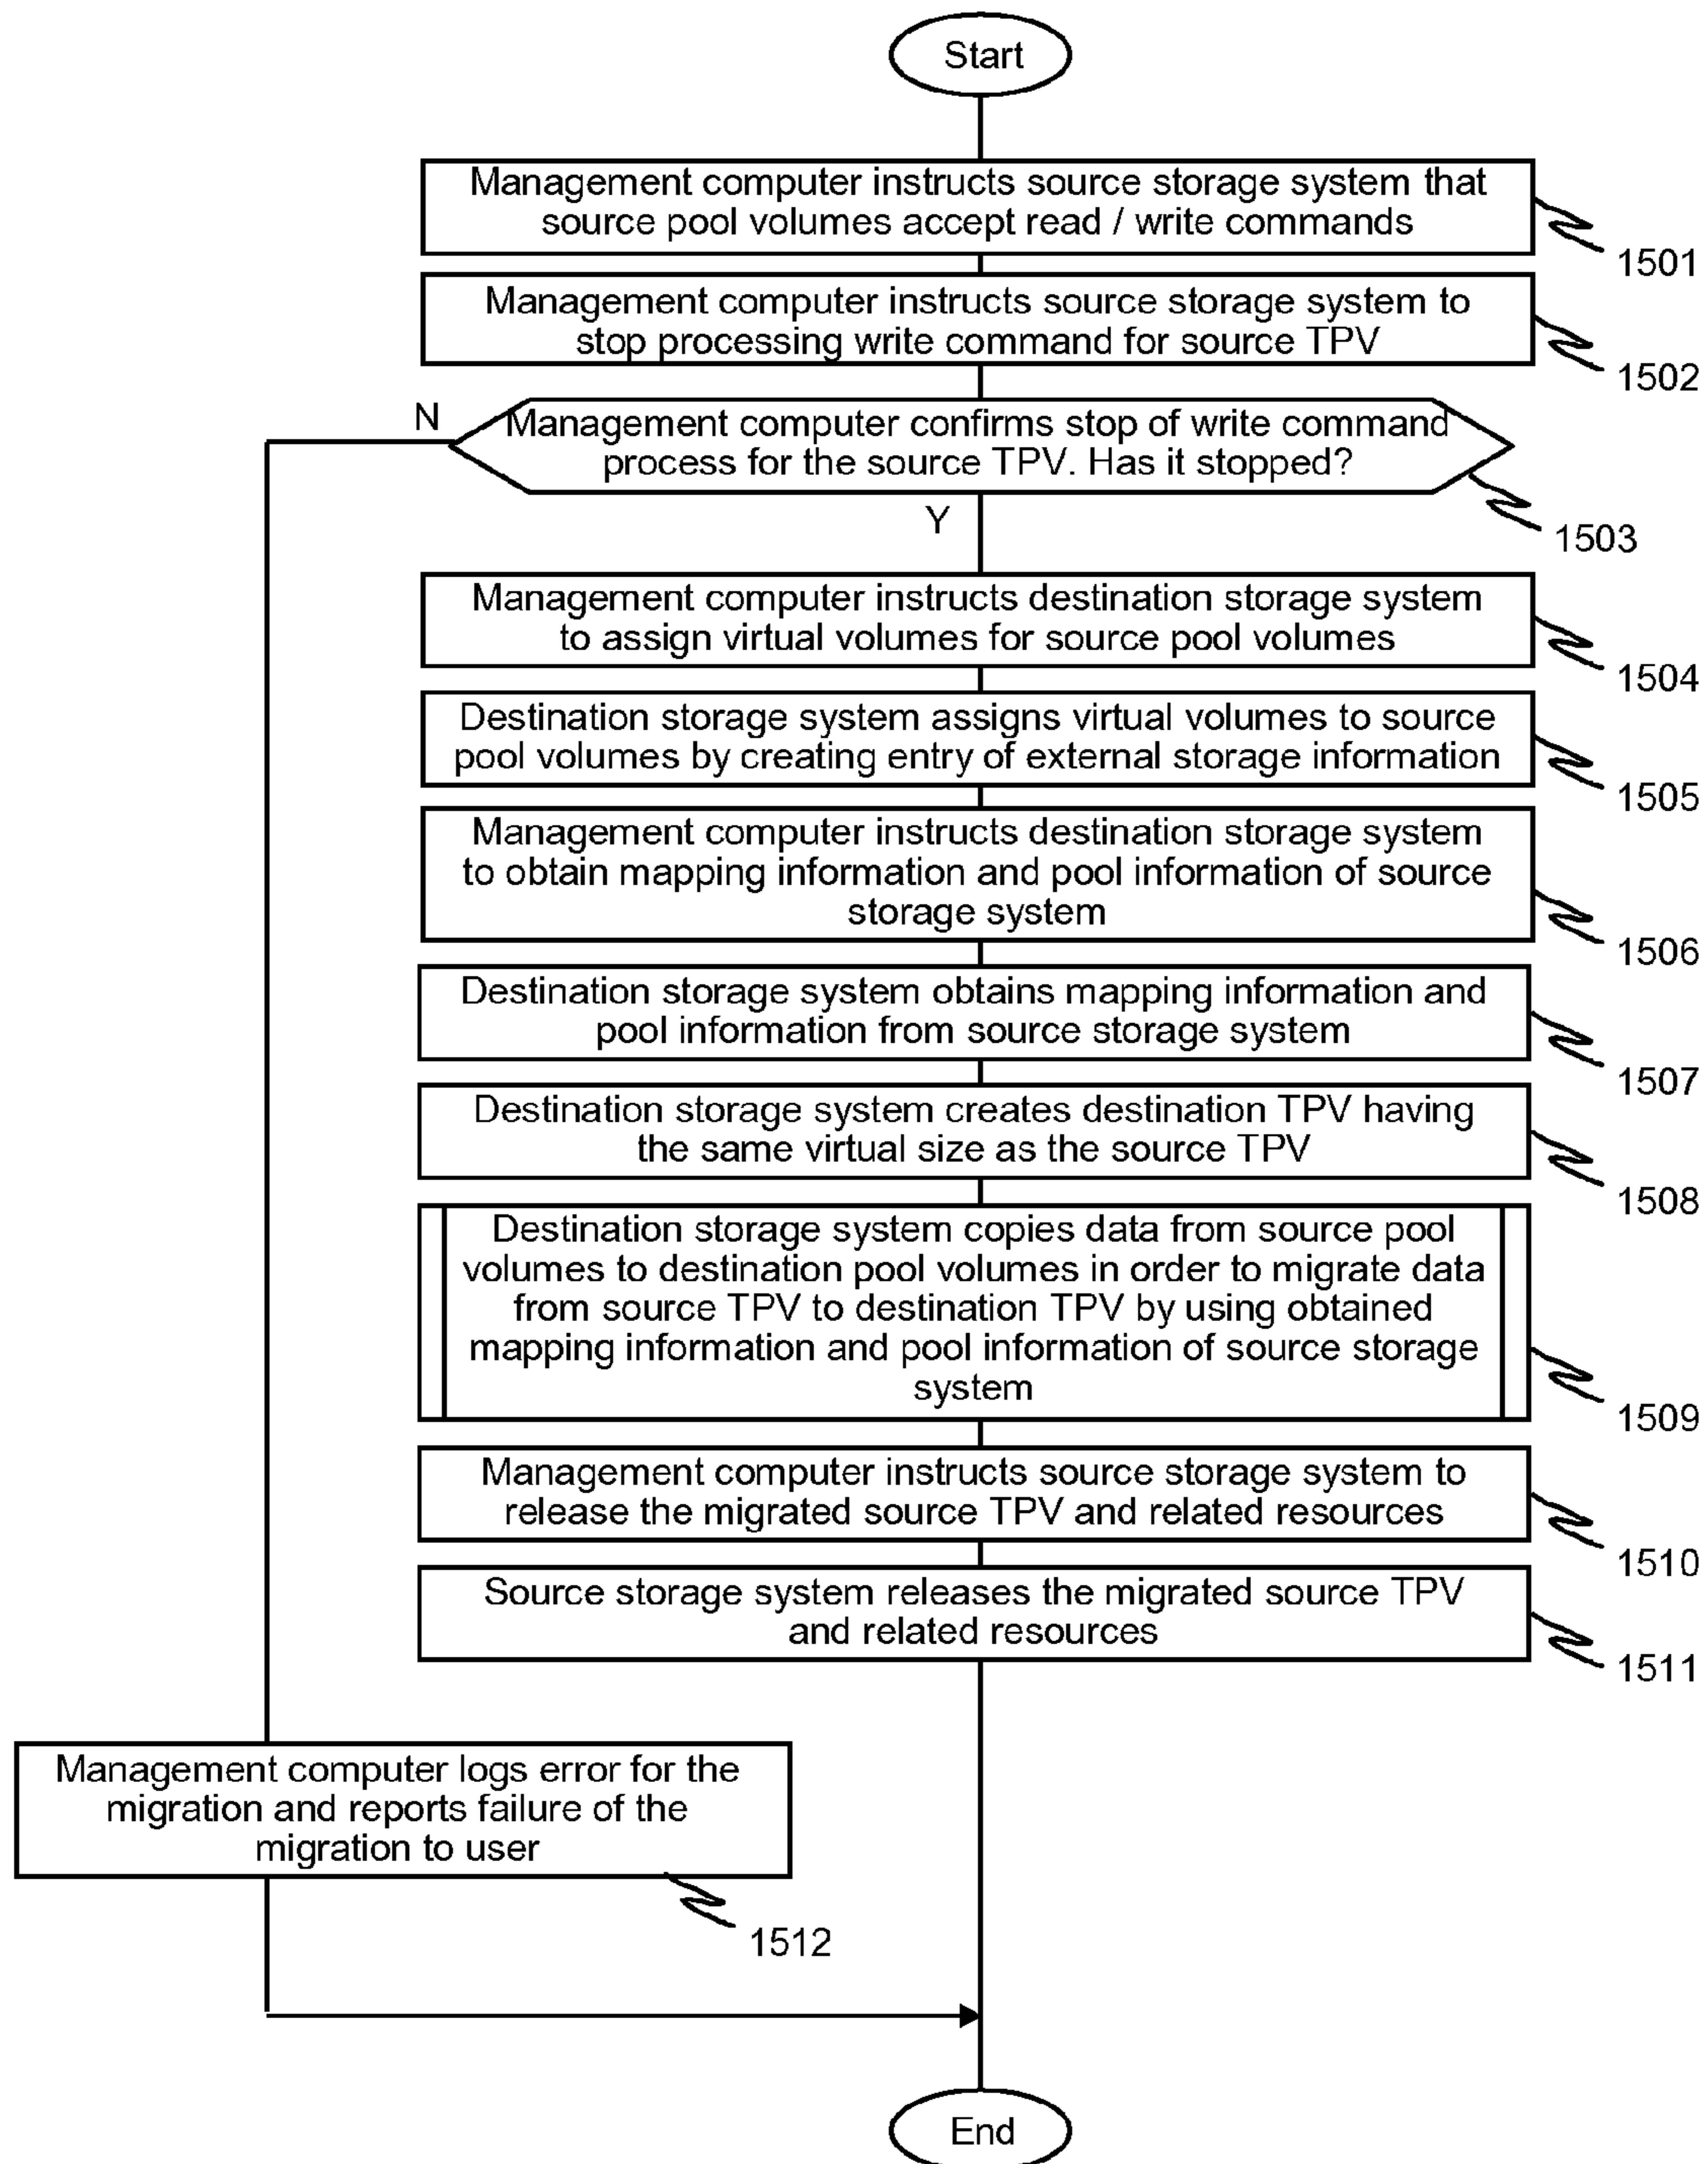 Start
Management computer instructs source storage system that
source pool volumes accept read / write commands
1501
Management computer instructs source storage system to
stop processing write command for source TPV
1502
N
Management computer confirms stop of write command
process for the source TPV. Has it stopped?
1503
Y
Management computer instructs destination storage system
to assign virtual volumes for source pool volumes
1504
Destination storage system assigns virtual volumes to source
pool volumes by creating entry of external storage information
1505
Management computer instructs destination storage system
to obtain mapping information and pool information of source
storage system
1506
Destination storage system obtains mapping information and
pool information from source storage system
1507
Destination storage system creates destination TPV having
the same virtual size as the source TPV
1508
Destination storage system copies data from source pool
volumes to destination pool volumes in order to migrate data
from source TPV to destination TPV by using obtained
mapping information and pool information of source storage
system
1509
Management computer instructs source storage system to
release the migrated source TPV and related resources
1510
Source storage system releases the migrated source TPV
and related resources
1511
Management computer logs error for the
migration and reports failure of the
migration to user
1512
End